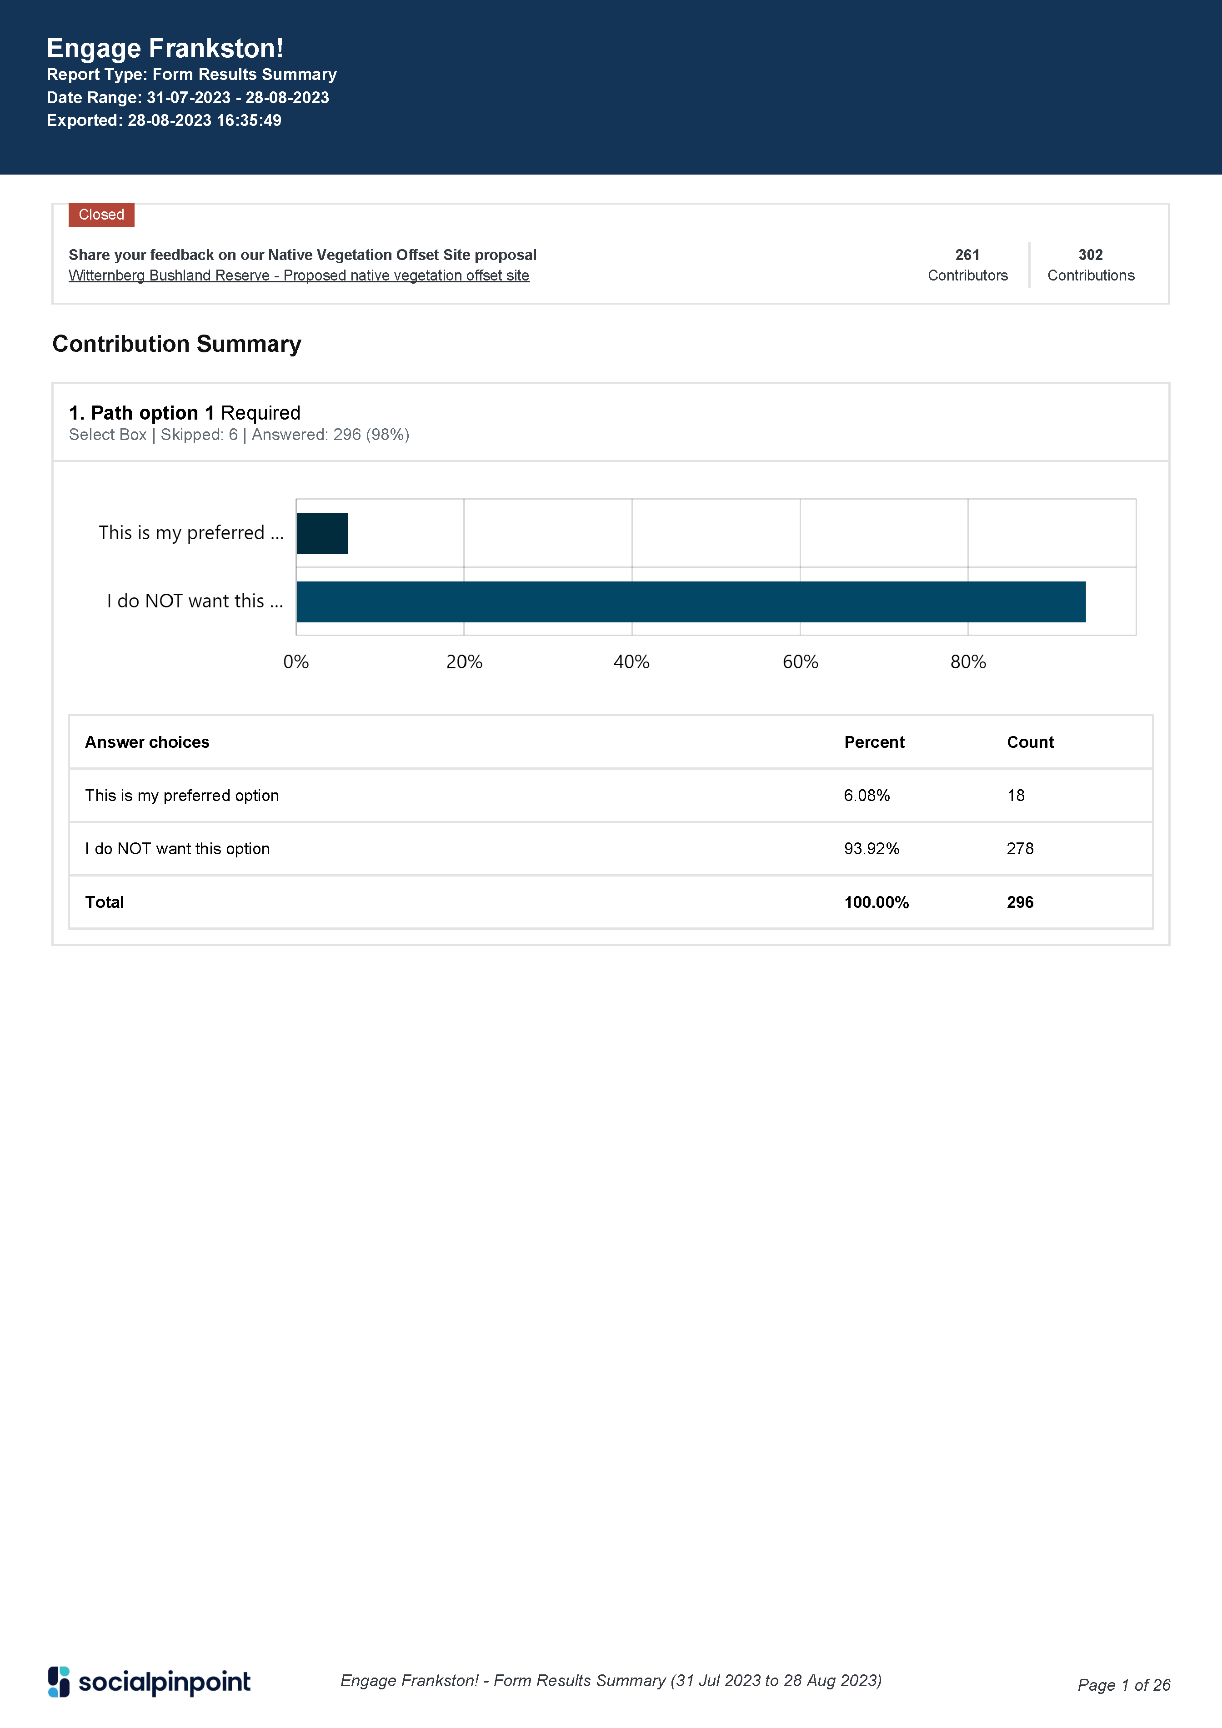 Engage Frankston!
Report Type: Form Results Summary
Date Range: 31-07-2023 - 28-08-2023
Exported: 28-08-2023 16:35:49
Closed
Share your feedback on our Native Vegetation Offset Site proposal
Witternberg Bushland Reserve - Proposed native vegetation offset site
261
Contributors
302
Contributions
Contribution Summary
1. Path option 1 Required
Select Box | Skipped: 6 | Answered: 296 (98%)
This is my preferred ...
I do NOT want this ...
0% 20% 40% 60% 80%
Answer choices Percent Count
This is my preferred option 6.08% 18
I do NOT want this option 93.92% 278
Total 100.00% 296
socialpinpoint
Engage Frankston! - Form Results Summary (31 Jul 2023 to 28 Aug 2023)
Page 1 of 26